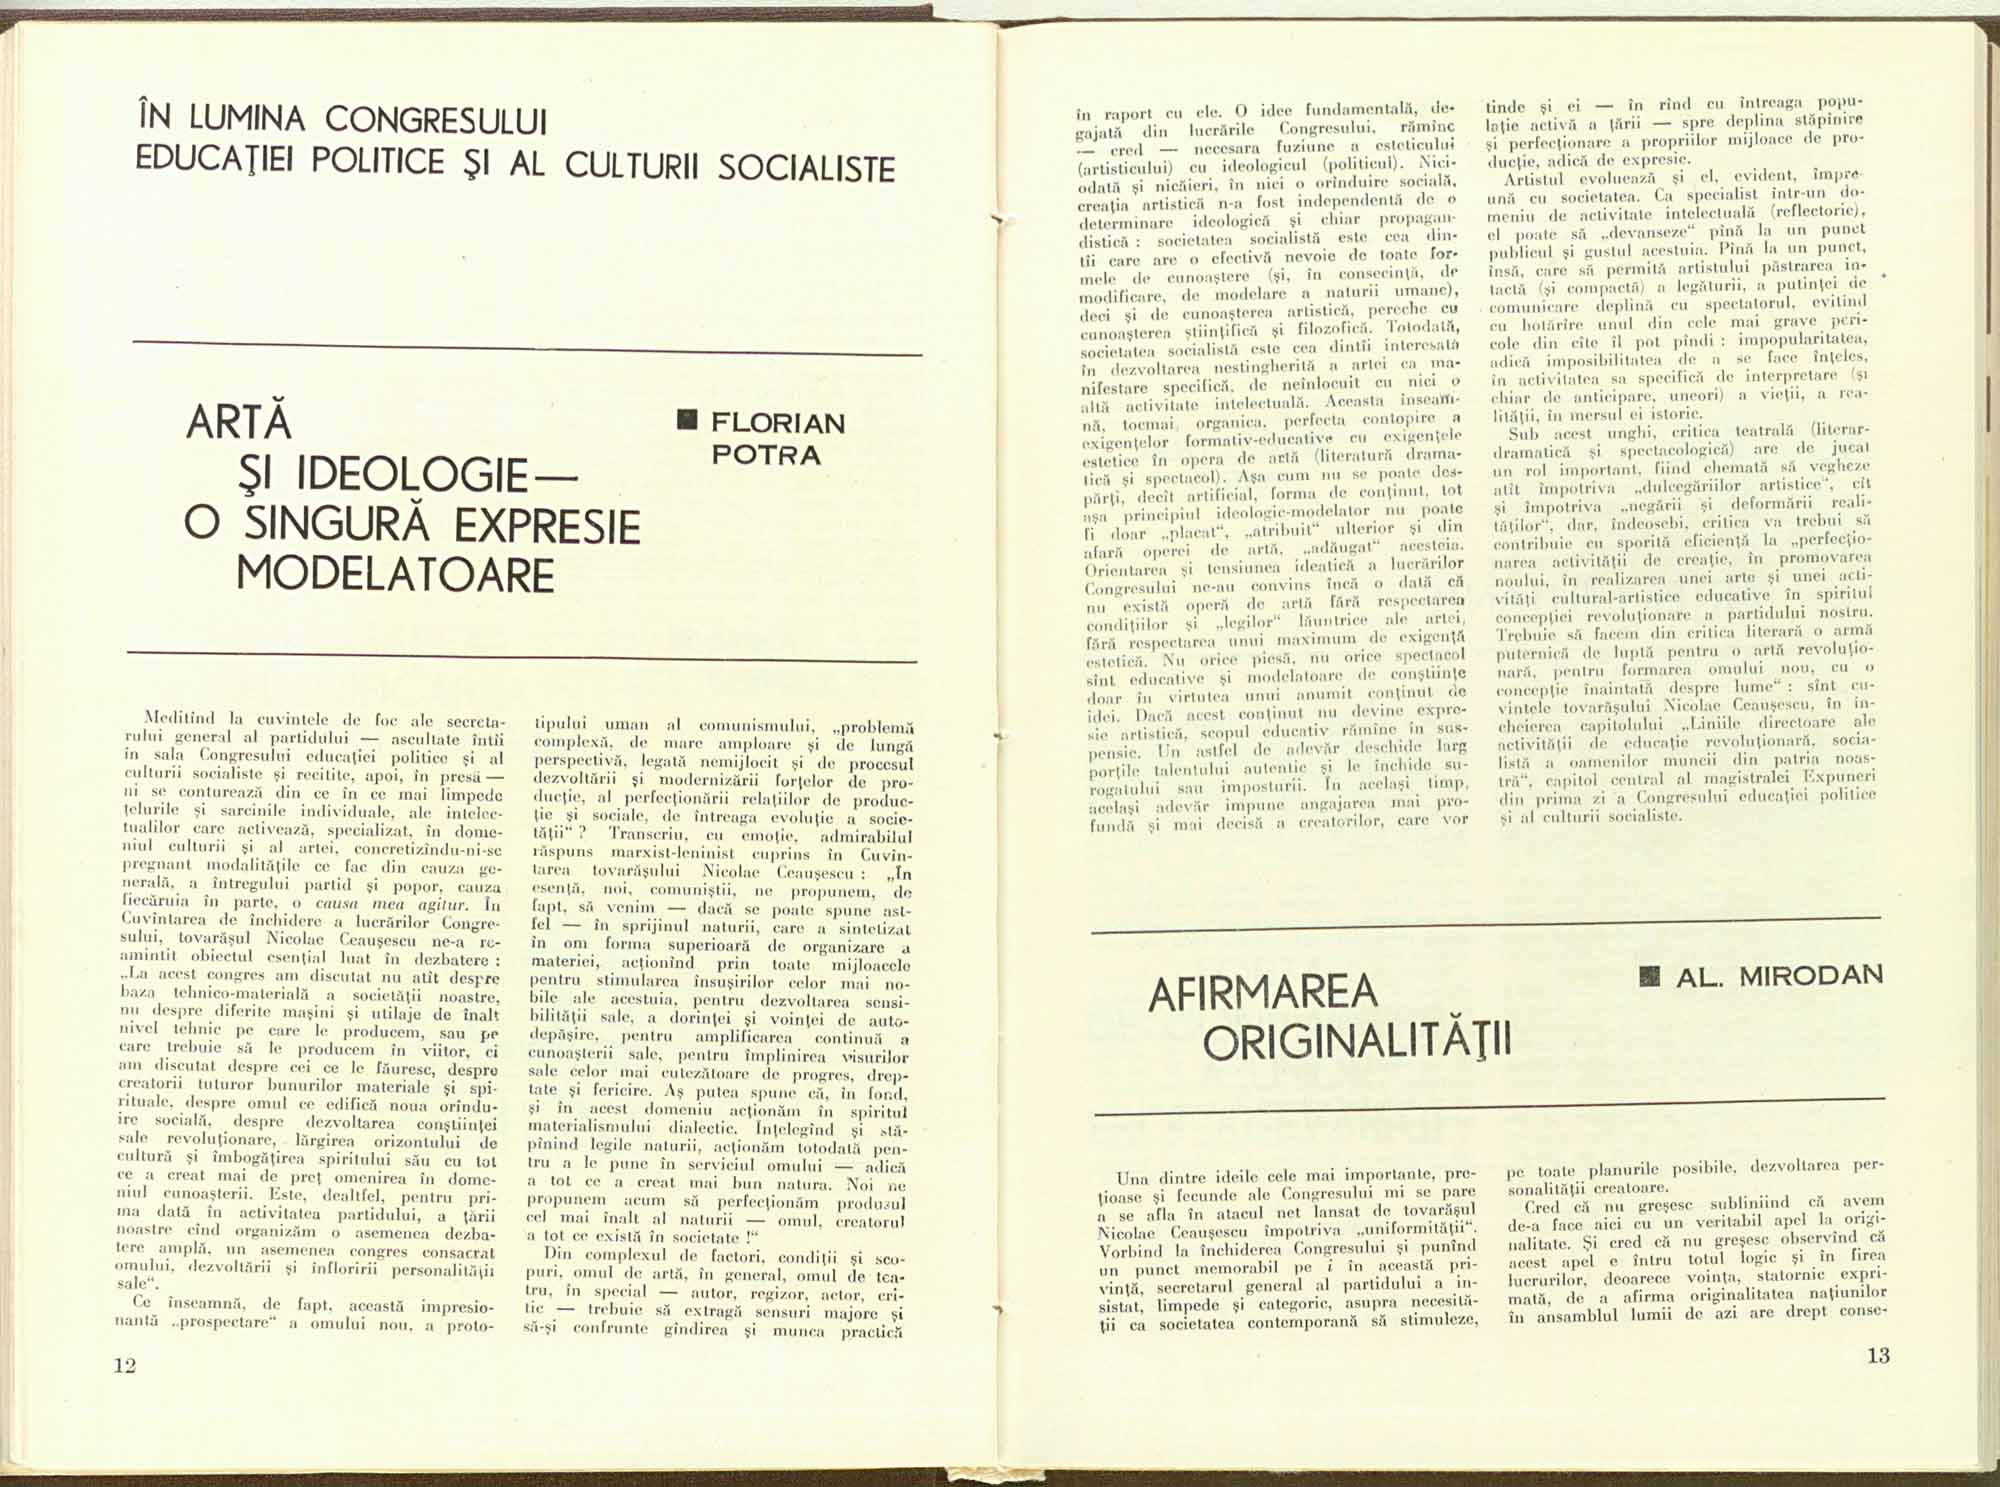 ÎN LUMINA CONGRESULUI
EDUCAŢIEI POLITICE ŞI AL CULTURII SOCIALISTE
ARTĂ
ŞI IDEOLOGIE—
O SINGURĂ EXPRESIE
MODELATOARE
■ FLORIAN
POTRA
Meditînd la cuvintele de foc ale secreta-
rului general al partidului — ascultate întîi
în sala Congresului educaţiei politice şi al
culturii socialiste şi recitite, apoi, în presă —
ni se conturează din ce în ce mai limpede
ţelurile şi sarcinile individuale, ale intelec-
tualilor care activează, specializat, în dome-
niul culturii şi al artei, concretizîndu-ni-se
pregnant modalităţile ce fac din cauza ge-
nerală, a întregului partid şi popor, cauza
fiecăruia în parte, o causa mea agitur. În
Cuvîntarea de închidere a lucrărilor Congre-
sului, tovarăşul Nicolae Ceauşescu ne-a re-
amintit obiectul esenţial luat în dezbatere :
„La acest congres am discutat nu atît despre
baza tehnico-materială a societăţii noastre,
nu despre diferite maşini şi utilaje de înalt
nivel tehnic pe care le producem, sau pe
care trebuie să le producem în viitor, ci
am discutat despre cei ce le făuresc, despre
creatorii tuturor bunurilor materiale şi spi-
rituale, despre omul ce edifică noua orîndu-
ire socială, despre dezvoltarea conştiinţei
sale revoluţionare, lărgirea orizontului de
cultură şi îmbogăţirea spiritului său cu tot
ce a creat mai de preţ omenirea în dome-
niul cunoaşterii. Este, dealtfel, pentru pri-
ma dată în activitatea partidului, a ţării
noastre cînd organizăm o asemenea dezba-
tere amplă, un asemenea congres consacrat
omului, dezvoltării şi înfloririi personalităţii
sale“.
Ce înseamnă, de fapt, această impresio-
nantă „prospectare“ a omului nou, a proto-
tipului uman al comunismului, „problemă
complexă, de mare amploare şi de lungă
perspectivă, legată nemijlocit şi de procesul
dezvoltării şi modernizării forţelor de pro-
ducţie, al perfecţionării relaţiilor de produc-
ţie şi sociale, de întreaga evoluţie a socie-
tăţii“ ? Transcriu, cu emoţie, admirabilul
răspuns marxist-leninist cuprins în Cuvîn-
tarea tovarăşului Nicolae Ceauşescu : „În
esenţă, noi, comuniştii, ne propunem, de
fapt, să venim — dacă se poate spune ast-
fel — în sprijinul naturii, care a sintetizat
în om forma superioară de organizare a
materiei, acţionînd prin toate mijloacele
pentru stimularea însuşirilor celor mai no-
bile ale acestuia, pentru dezvoltarea sensi-
bilităţii sale, a dorinţei şi voinţei de auto-
depăşire, pentru amplificarea continuă a
cunoaşterii sale, pentru împlinirea visurilor
sale celor mai cutezătoare de progres, drep-
tate şi fericire. Aş putea spune că, în fond,
şi în acest domeniu acţionăm în spiritul
materialismului dialectic. Înţelegînd şi stă-
pînind legile naturii, acţionăm totodată pen-
tru a le pune în serviciul omului — adică
a tot ce a creat mai bun natura. Noi ne
propunem acum să perfecţionăm produsul
cel mai înalt al naturii — omul, creatorul
a tot ce există în societate !“
Din complexul de factori, condiţii şi sco-
puri, omul de artă, în general, omul de tea-
tru, în special — autor, regizor, actor, cri-
tic — trebuie să extragă sensuri majore şi
să-şi confrunte gîndirea şi munca practică
12
în raport cu ele. O idee fundamentală, de-
gajată din lucrările Congresului, rămîne
— cred — necesara fuziune a esteticului
(artisticului) cu ideologicul (politicul). Nici-
odată şi nicăieri, în nici o orînduire socială,
creaţia artistică n-a fost independentă de o
determinare ideologică şi chiar propagan-
distică : societatea socialistă este cea din-
tîi care are o efectivă nevoie de toate for-
mele de cunoaştere (şi, în consecinţă, de
modificare, de modelare a naturii umane),
deci şi de cunoaşterea artistică, pereche cu
cunoaşterea ştiinţifică şi filozofică. Totodată,
societatea socialistă este cea dintîi interesată
în dezvoltarea nestingherită a artei ca ma-
nifestare specifică, de neînlocuit cu nici o
altă activitate intelectuală. Aceasta înseam-
nă, tocmai, organica, perfecta contopire a
exigenţelor formativ-educative cu exigenţele
estetice în opera de artă (literatură drama-
tică şi spectacol). Aşa cum nu se poate des-
părţi, decît artificial, forma de conţinut, tot
aşa principiul ideologic-modelator nu poate
fi doar „placat“, „atribuit“ ulterior şi din
afară operei de artă, „adăugat“ acesteia.
Orientarea şi tensiunea ideatică a lucrărilor
Congresului ne-au convins încă o dată că
nu există operă de artă fără respectarea
condiţiilor şi „legilor“ lăuntrice ale artei,
fără respectarea unui maximum de exigenţă
estetică. Nu orice piesă, nu orice spectacol
sînt educative şi modelatoare de conştiinţe
doar în virtutea unui anumit conţinut de
idei. Dacă acest conţinut nu devine expre-
sie artistică, scopul educativ rămîne în sus-
pensie. Un astfel de adevăr deschide larg
porţile talentului autentic şi le închide su-
rogatului sau imposturii. În acelaşi timp,
acelaşi adevăr impune angajarea mai pro-
fundă şi mai decisă a creatorilor, care vor
tinde şi ei — în rînd cu întreaga popu-
laţie activă a ţării — spre deplina stăpînire
şi perfecţionare a propriilor mijloace de pro-
ducţie, adică de expresie.
Artistul evoluează şi el, evident, împre-
ună cu societatea. Ca specialist într-un do-
meniu de activitate intelectuală (reflectorie),
el poate să „devanseze“ pînă la un punct
publicul şi gustul acestuia. Pînă la un punct,
însă, care să permită artistului păstrarea in-
tactă (şi compactă) a legăturii, a putinţei de
comunicare deplină cu spectatorul, evitînd
cu hotărîre unul din cele mai grave peri-
cole din cîte îl pot pîndi : impopularitatea,
adică imposibilitatea de a se face înţeles,
în activitatea sa specifică de interpretare (şi
chiar de anticipare, uneori) a vieţii, a rea-
lităţii, în mersul ei istoric.
Sub acest unghi, critica teatrală (literar-
dramatică şi spectacologică) are de jucat
un rol important, fiind chemată să vegheze
atît împotriva „dulcegăriilor artistice“, cît
şi împotriva „negării şi deformării reali-
tăţilor“, dar, îndeosebi, critica va trebui să
contribuie cu sporită eficienţă la „perfecţio-
narea activităţii de creaţie, în promovarea
noului, în realizarea unei arte şi unei acti-
vităţi cultural-artistice educative în spiritul
concepţiei revoluţionare a partidului nostru.
Trebuie să facem din critica literară o armă
puternică de luptă pentru o artă revoluţio-
nară, pentru formarea omului nou, cu o
concepţie înaintată despre lume“ : sînt cu-
vintele tovarăşului Nicolae Ceauşescu, în în-
cheierea capitolului „Liniile directoare ale
activităţii de educaţie revoluţionară, socia-
listă a oamenilor muncii din patria noas-
tră“, capitol central al magistralei Expuneri
din prima zi a Congresului educaţiei politice
şi al culturii socialiste.
AFIRMAREA
ORIGINALITĂŢII
■ AL. MIRODAN
Una dintre ideile cele mai importante, pre-
ţioase şi fecunde ale Congresului mi se pare
a se afla în atacul net lansat de tovarăşul
Nicolae Ceauşescu împotriva „uniformităţii“.
Vorbind la închiderea Congresului şi punînd
un punct memorabil pe i în această pri-
vinţă, secretarul general al partidului a in-
sistat, limpede şi categoric, asupra necesită-
ţii ca societatea contemporană să stimuleze,
pe toate planurile posibile, dezvoltarea per-
sonalităţii creatoare.
Cred că nu greşesc subliniind că avem
de-a face aici cu un veritabil apel la origi-
nalitate. Şi cred că nu greşesc observînd că
acest apel e întru totul logic şi în firea
lucrurilor, deoarece voinţa, statornic expri-
mată, de a afirma originalitatea naţiunilor
în ansamblul lumii de azi are drept conse-
13